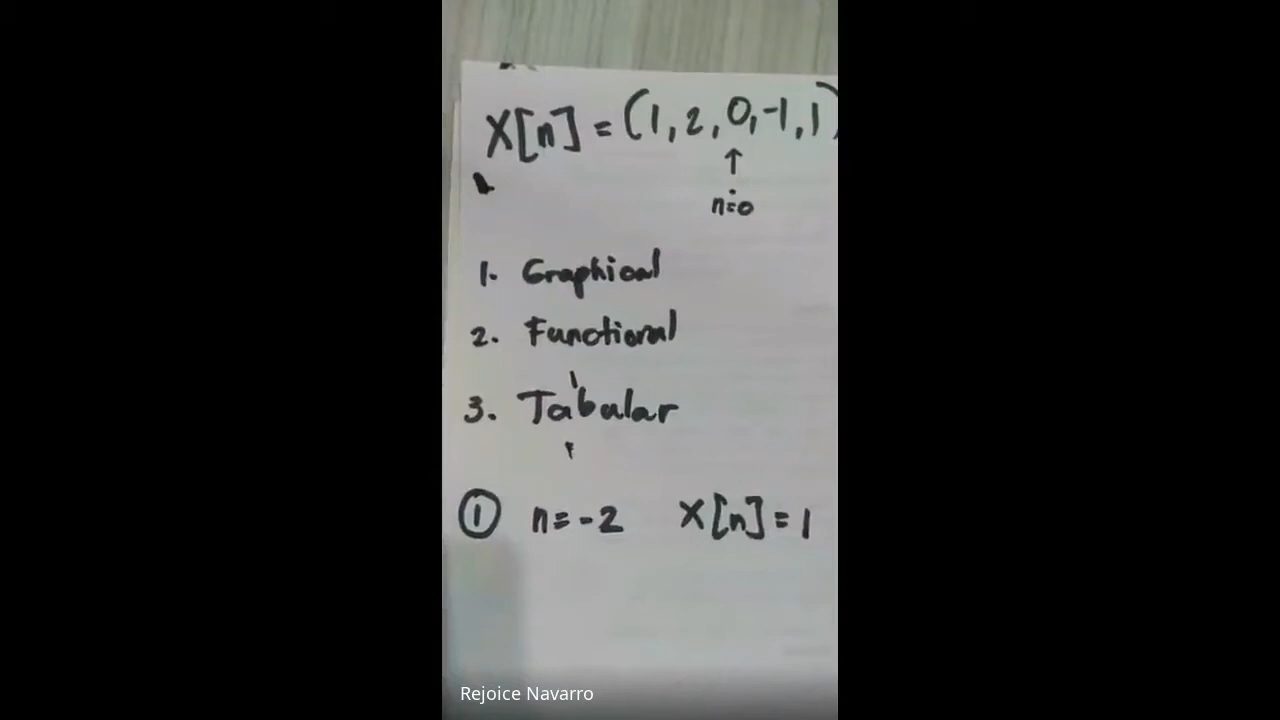 X[n] = (1, 2, 0, -1, 1)
↑
n=0
1. Graphical
2. Functional
3. Tabular
① n = -2 X[n] = 1
Rejoice Navarro